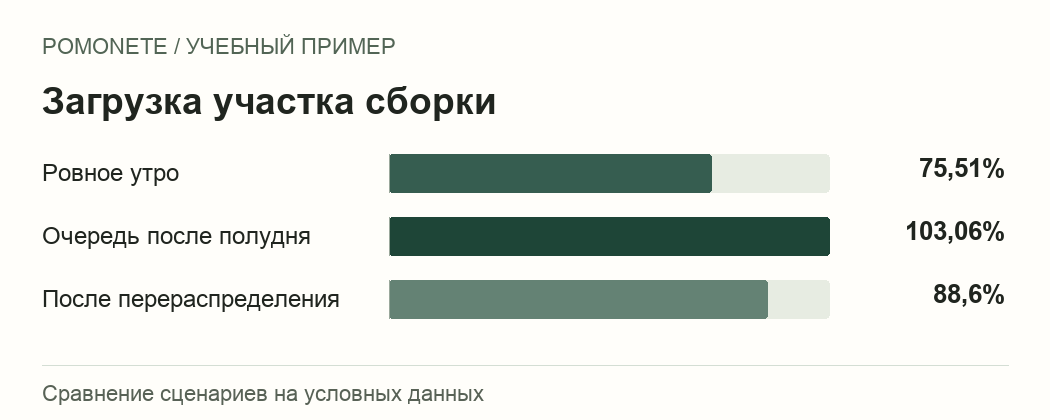 POMONETE / УЧЕБНЫЙ ПРИМЕР
Загрузка участка сборки
Ровное утро 75,51%
Очередь после полудня 103,06%
После перераспределения 88,6%
Сравнение сценариев на условных данных